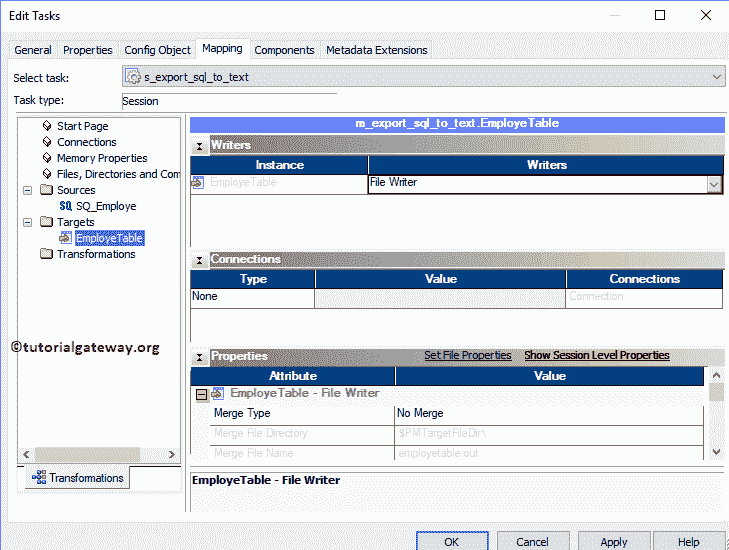 Edit Tasks
General Properties Config Object Mapping Components Metadata Extensions
Select task: s_export_sql_to_text
Task type: Session
Start Page
Connections
Memory Properties
Files, Directories and Com
Sources
SQ_Employe
Targets
EmployeTable
Transformations
©tutorialgateway.org
Transformations
m_export_sql_to_text.EmployeTable
Writers
Instance Writers
EmployeTable File Writer
Connections
Type Value Connections
None Connection
Properties Set File Properties Show Session Level Properties
Attribute Value
EmployeTable - File Writer
Merge Type No Merge
Merge File Directory $PMTargetFileDir\
Merge File Name employetable.out
EmployeTable - File Writer
OK Cancel Apply Help